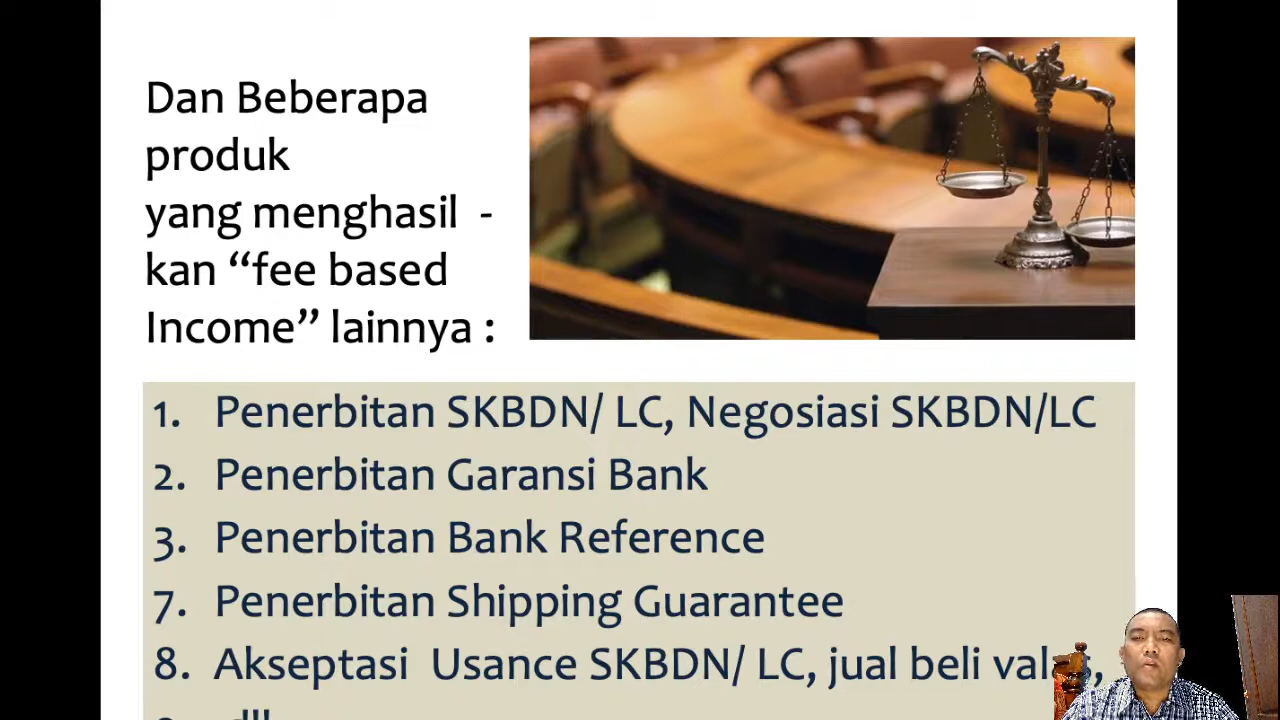 Dan Beberapa
produk
yang menghasil -
kan “fee based
Income” lainnya :
1. Penerbitan SKBDN/ LC, Negosiasi SKBDN/LC
2. Penerbitan Garansi Bank
3. Penerbitan Bank Reference
7. Penerbitan Shipping Guarantee
8. Akseptasi Usance SKBDN/ LC, jual beli